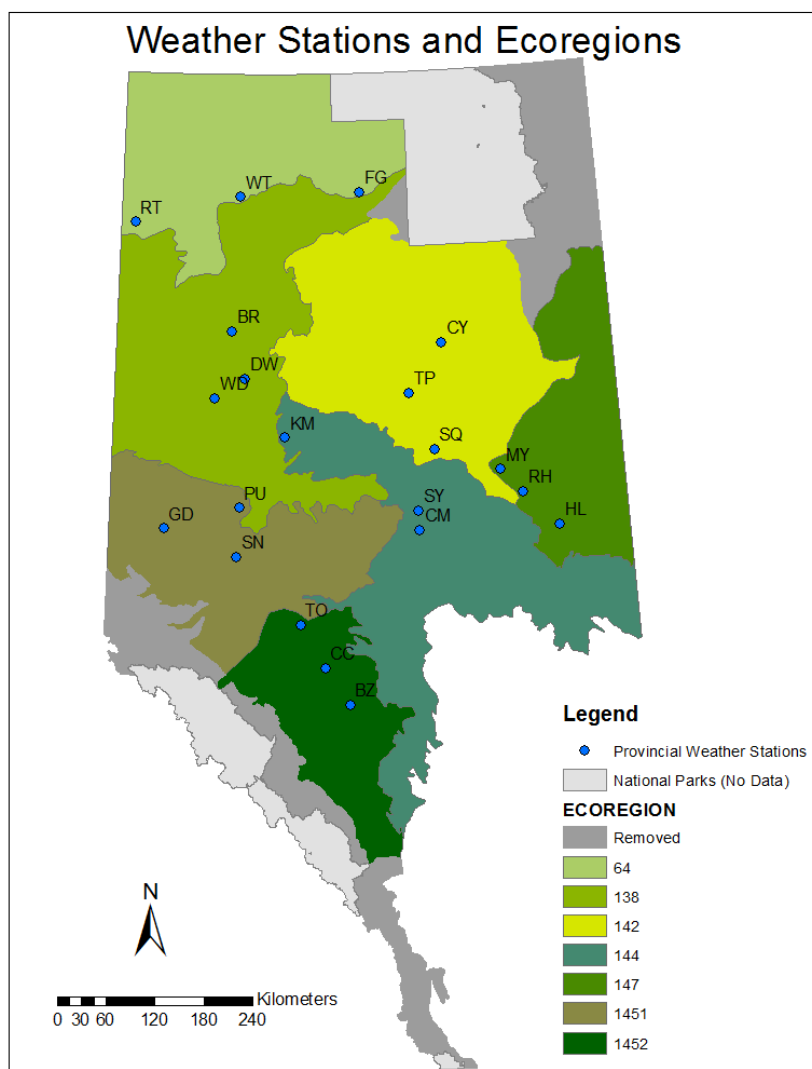 Weather Stations and Ecoregions
FG
WT
RT
BR
CY
DW
WD
TP
KM
SQ
MY
RH
PU
SY
HL
GD
CM
SN
TO
CC
BZ
Legend
Provincial Weather Stations
National Parks (No Data)
ECOREGION
Removed
64
138
142
144
147
1451
1452
N
Kilometers
0 30 60 120 180 240